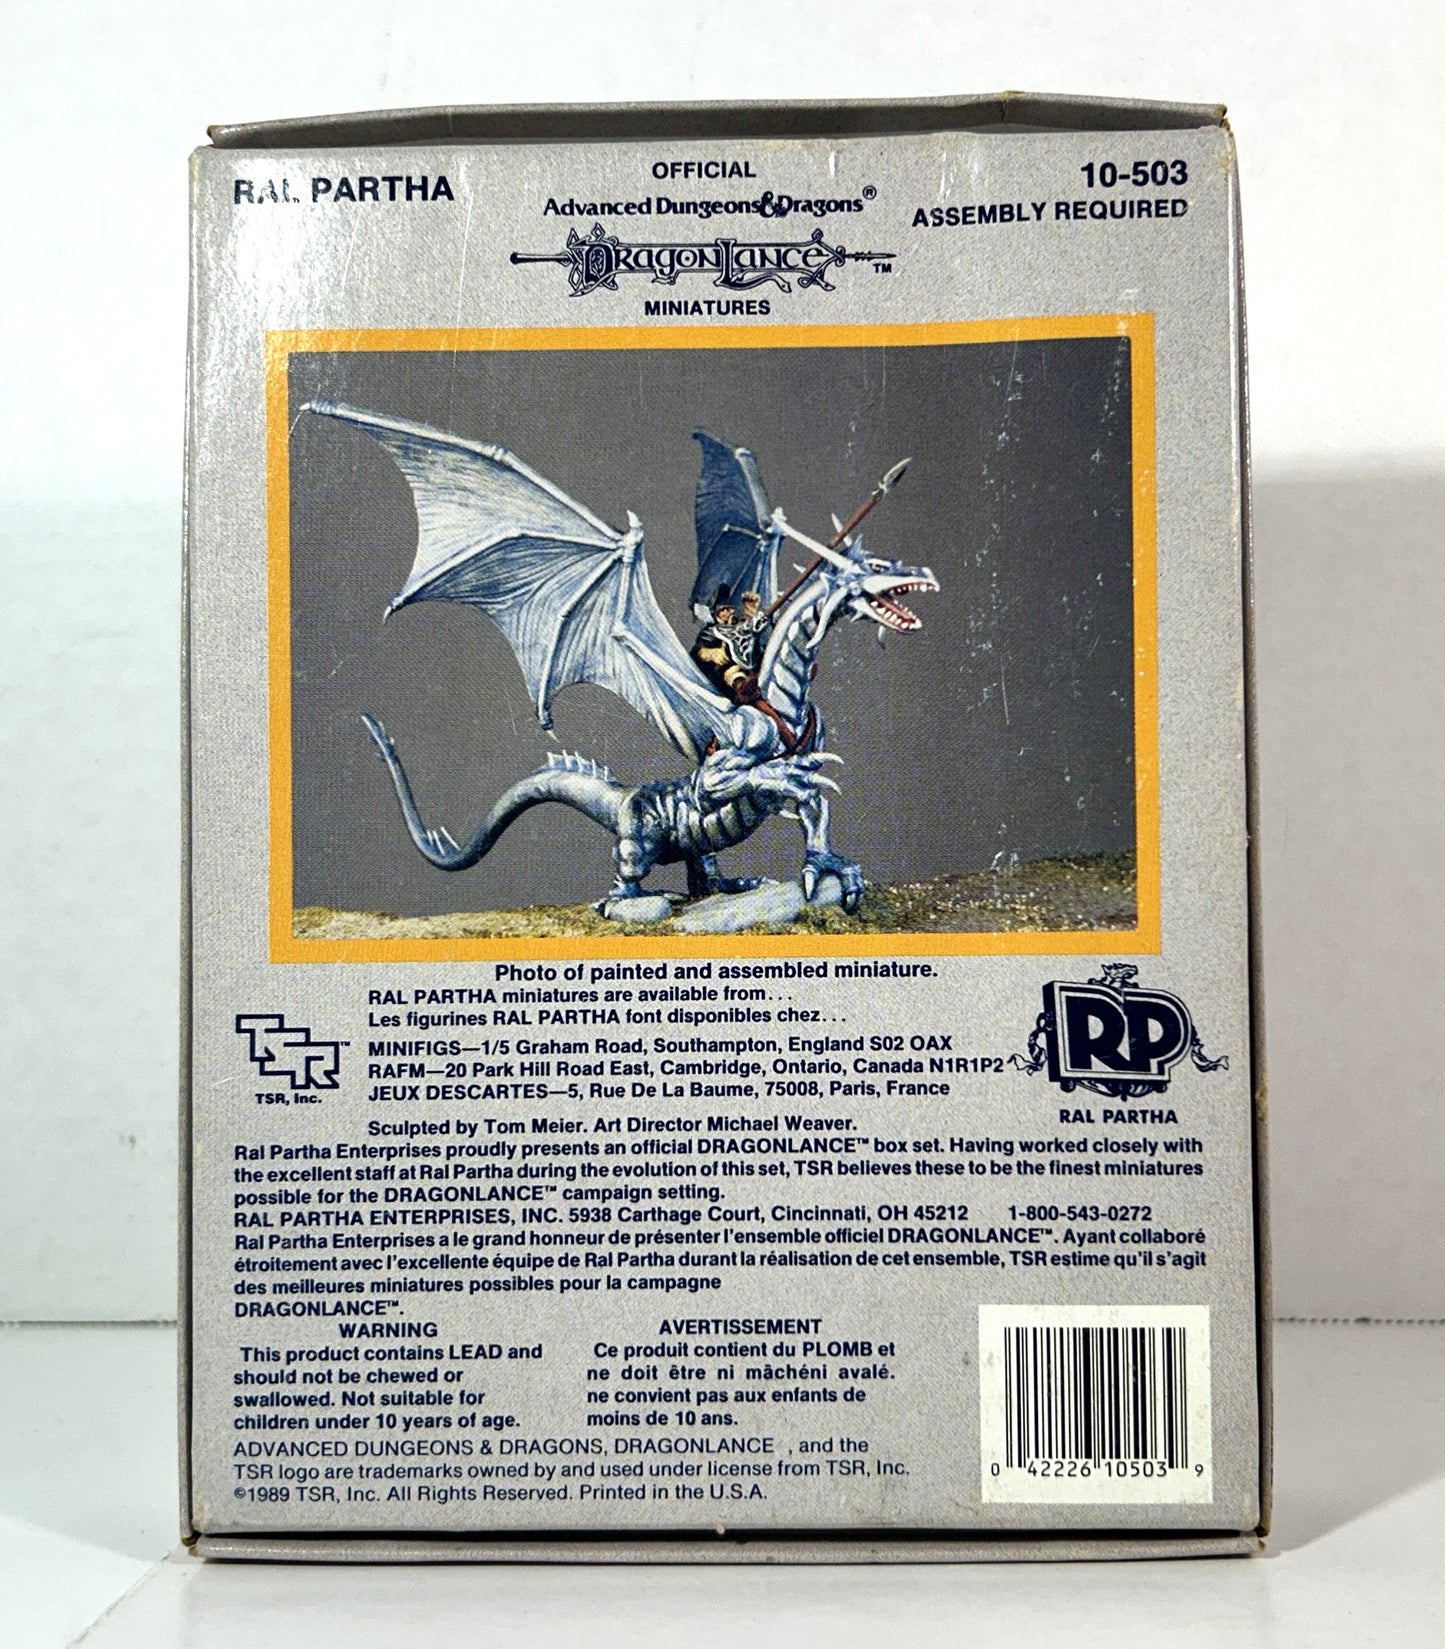 RAL PARTHA
OFFICIAL
Advanced Dungeons&Dragons®
DRAGONLANCE™
MINIATURES
10-503
ASSEMBLY REQUIRED
Photo of painted and assembled miniature.
RAL PARTHA miniatures are available from...
Les figurines RAL PARTHA font disponibles chez...
MINIFIGS—1/5 Graham Road, Southampton, England S02 OAX
RAFM—20 Park Hill Road East, Cambridge, Ontario, Canada N1R1P2
JEUX DESCARTES—5, Rue De La Baume, 75008, Paris, France
TSR™
TSR, Inc.
RP
RAL PARTHA
Sculpted by Tom Meier. Art Director Michael Weaver.
Ral Partha Enterprises proudly presents an official DRAGONLANCE™ box set. Having worked closely with
the excellent staff at Ral Partha during the evolution of this set, TSR believes these to be the finest miniatures
possible for the DRAGONLANCE™ campaign setting.
RAL PARTHA ENTERPRISES, INC. 5938 Carthage Court, Cincinnati, OH 45212 1-800-543-0272
Ral Partha Enterprises a le grand honneur de présenter l'ensemble officiel DRAGONLANCE™. Ayant collaboré
étroitement avec l'excellente équipe de Ral Partha durant la réalisation de cet ensemble, TSR estime qu'il s'agit
des meilleures miniatures possibles pour la campagne
DRAGONLANCE™.
WARNING
This product contains LEAD and
should not be chewed or
swallowed. Not suitable for
children under 10 years of age.
AVERTISSEMENT
Ce produit contient du PLOMB et
ne doit être ni mâchéni avalé.
ne convient pas aux enfants de
moins de 10 ans.
ADVANCED DUNGEONS & DRAGONS, DRAGONLANCE , and the
TSR logo are trademarks owned by and used under license from TSR, Inc.
©1989 TSR, Inc. All Rights Reserved. Printed in the U.S.A.
0 42226 10503 9